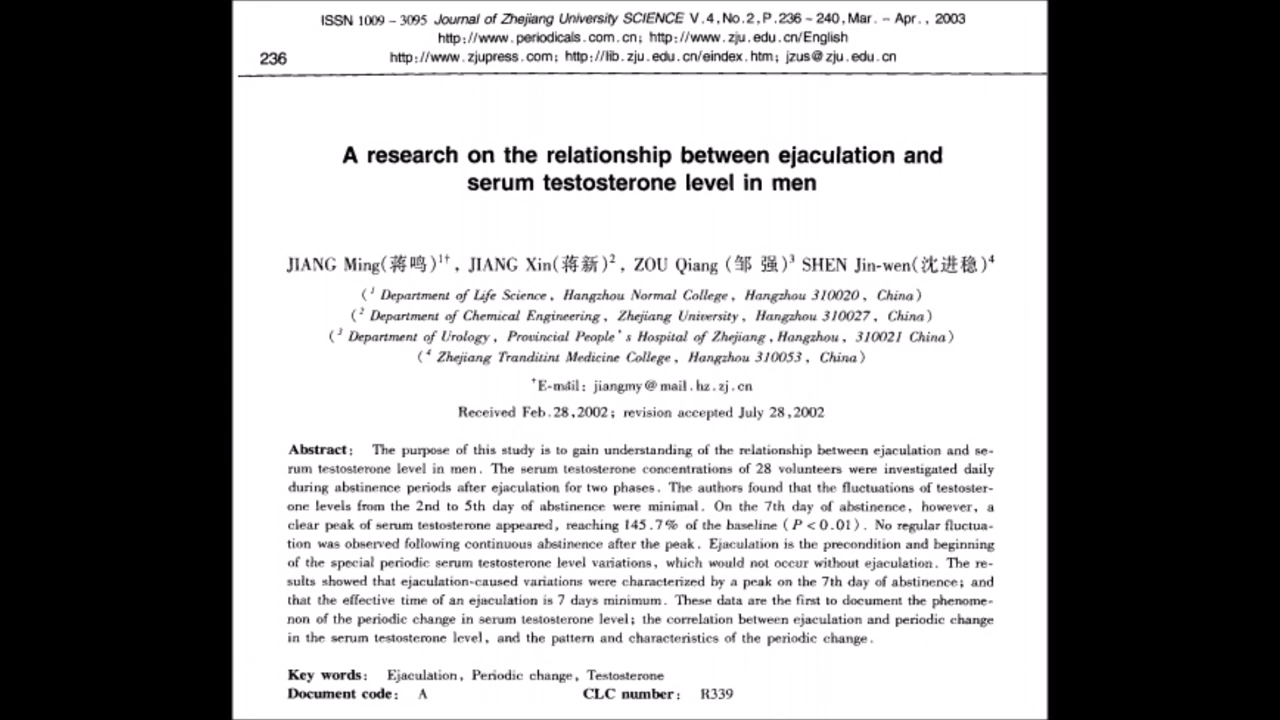 ISSN 1009 – 3095 Journal of Zhejiang University SCIENCE V.4, No.2, P.236 – 240, Mar. – Apr., 2003
http://www.periodicals.com.cn; http://www.zju.edu.cn/English
236 http://www.zjupress.com; http://lib.zju.edu.cn/eindex.htm; jzus@zju.edu.cn
A research on the relationship between ejaculation and
serum testosterone level in men
JIANG Ming(蒋鸣)1†, JIANG Xin(蒋新)2, ZOU Qiang (邹 强)3 SHEN Jin-wen(沈进稳)4
(1 Department of Life Science, Hangzhou Normal College, Hangzhou 310020, China)
(2 Department of Chemical Engineering, Zhejiang University, Hangzhou 310027, China)
(3 Department of Urology, Provincial People's Hospital of Zhejiang, Hangzhou, 310021 China)
(4 Zhejiang Tranditint Medicine College, Hangzhou 310053, China)
†E-mail: jiangmy@mail.hz.zj.cn
Received Feb.28,2002; revision accepted July 28,2002
Abstract: The purpose of this study is to gain understanding of the relationship between ejaculation and se-
rum testosterone level in men. The serum testosterone concentrations of 28 volunteers were investigated daily
during abstinence periods after ejaculation for two phases. The authors found that the fluctuations of testoster-
one levels from the 2nd to 5th day of abstinence were minimal. On the 7th day of abstinence, however, a
clear peak of serum testosterone appeared, reaching 145.7% of the baseline (P<0.01). No regular fluctua-
tion was observed following continuous abstinence after the peak. Ejaculation is the precondition and beginning
of the special periodic serum testosterone level variations, which would not occur without ejaculation. The re-
sults showed that ejaculation-caused variations were characterized by a peak on the 7th day of abstinence; and
that the effective time of an ejaculation is 7 days minimum. These data are the first to document the phenome-
non of the periodic change in serum testosterone level; the correlation between ejaculation and periodic change
in the serum testosterone level, and the pattern and characteristics of the periodic change.
Key words: Ejaculation, Periodic change, Testosterone
Document code: A CLC number: R339